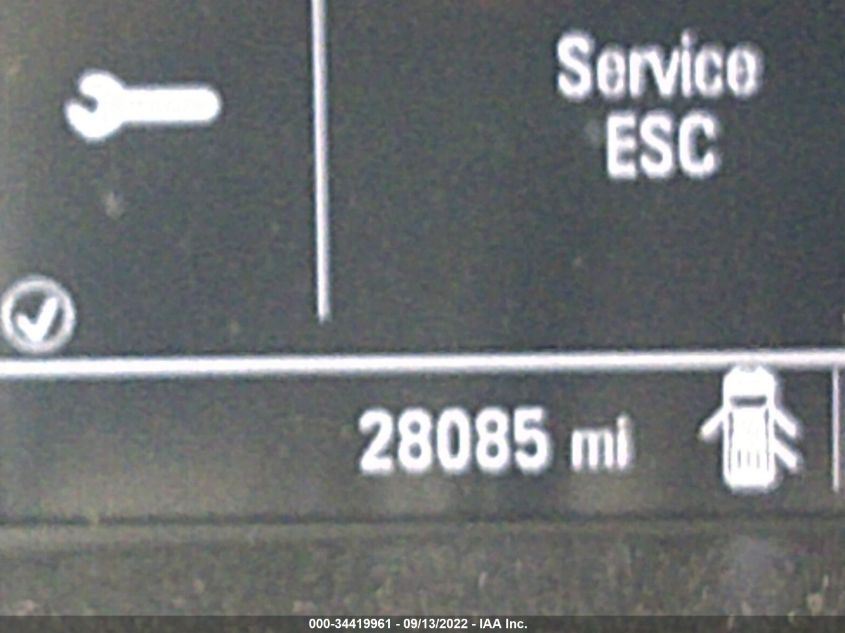 Service
ESC
28085 mi
000-34419961 - 09/13/2022 - IAA Inc.